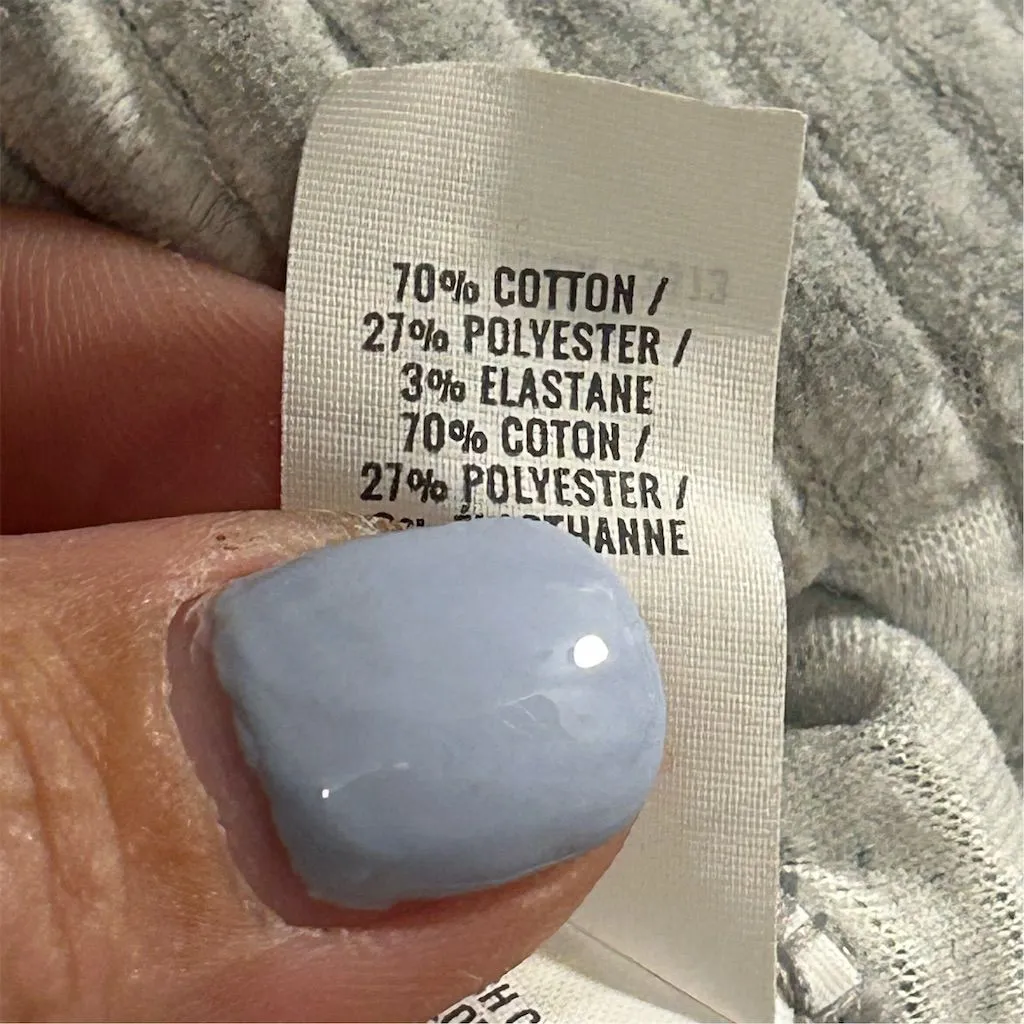 70% COTTON /
27% POLYESTER /
3% ELASTANE
70% COTON /
27% POLYESTER /